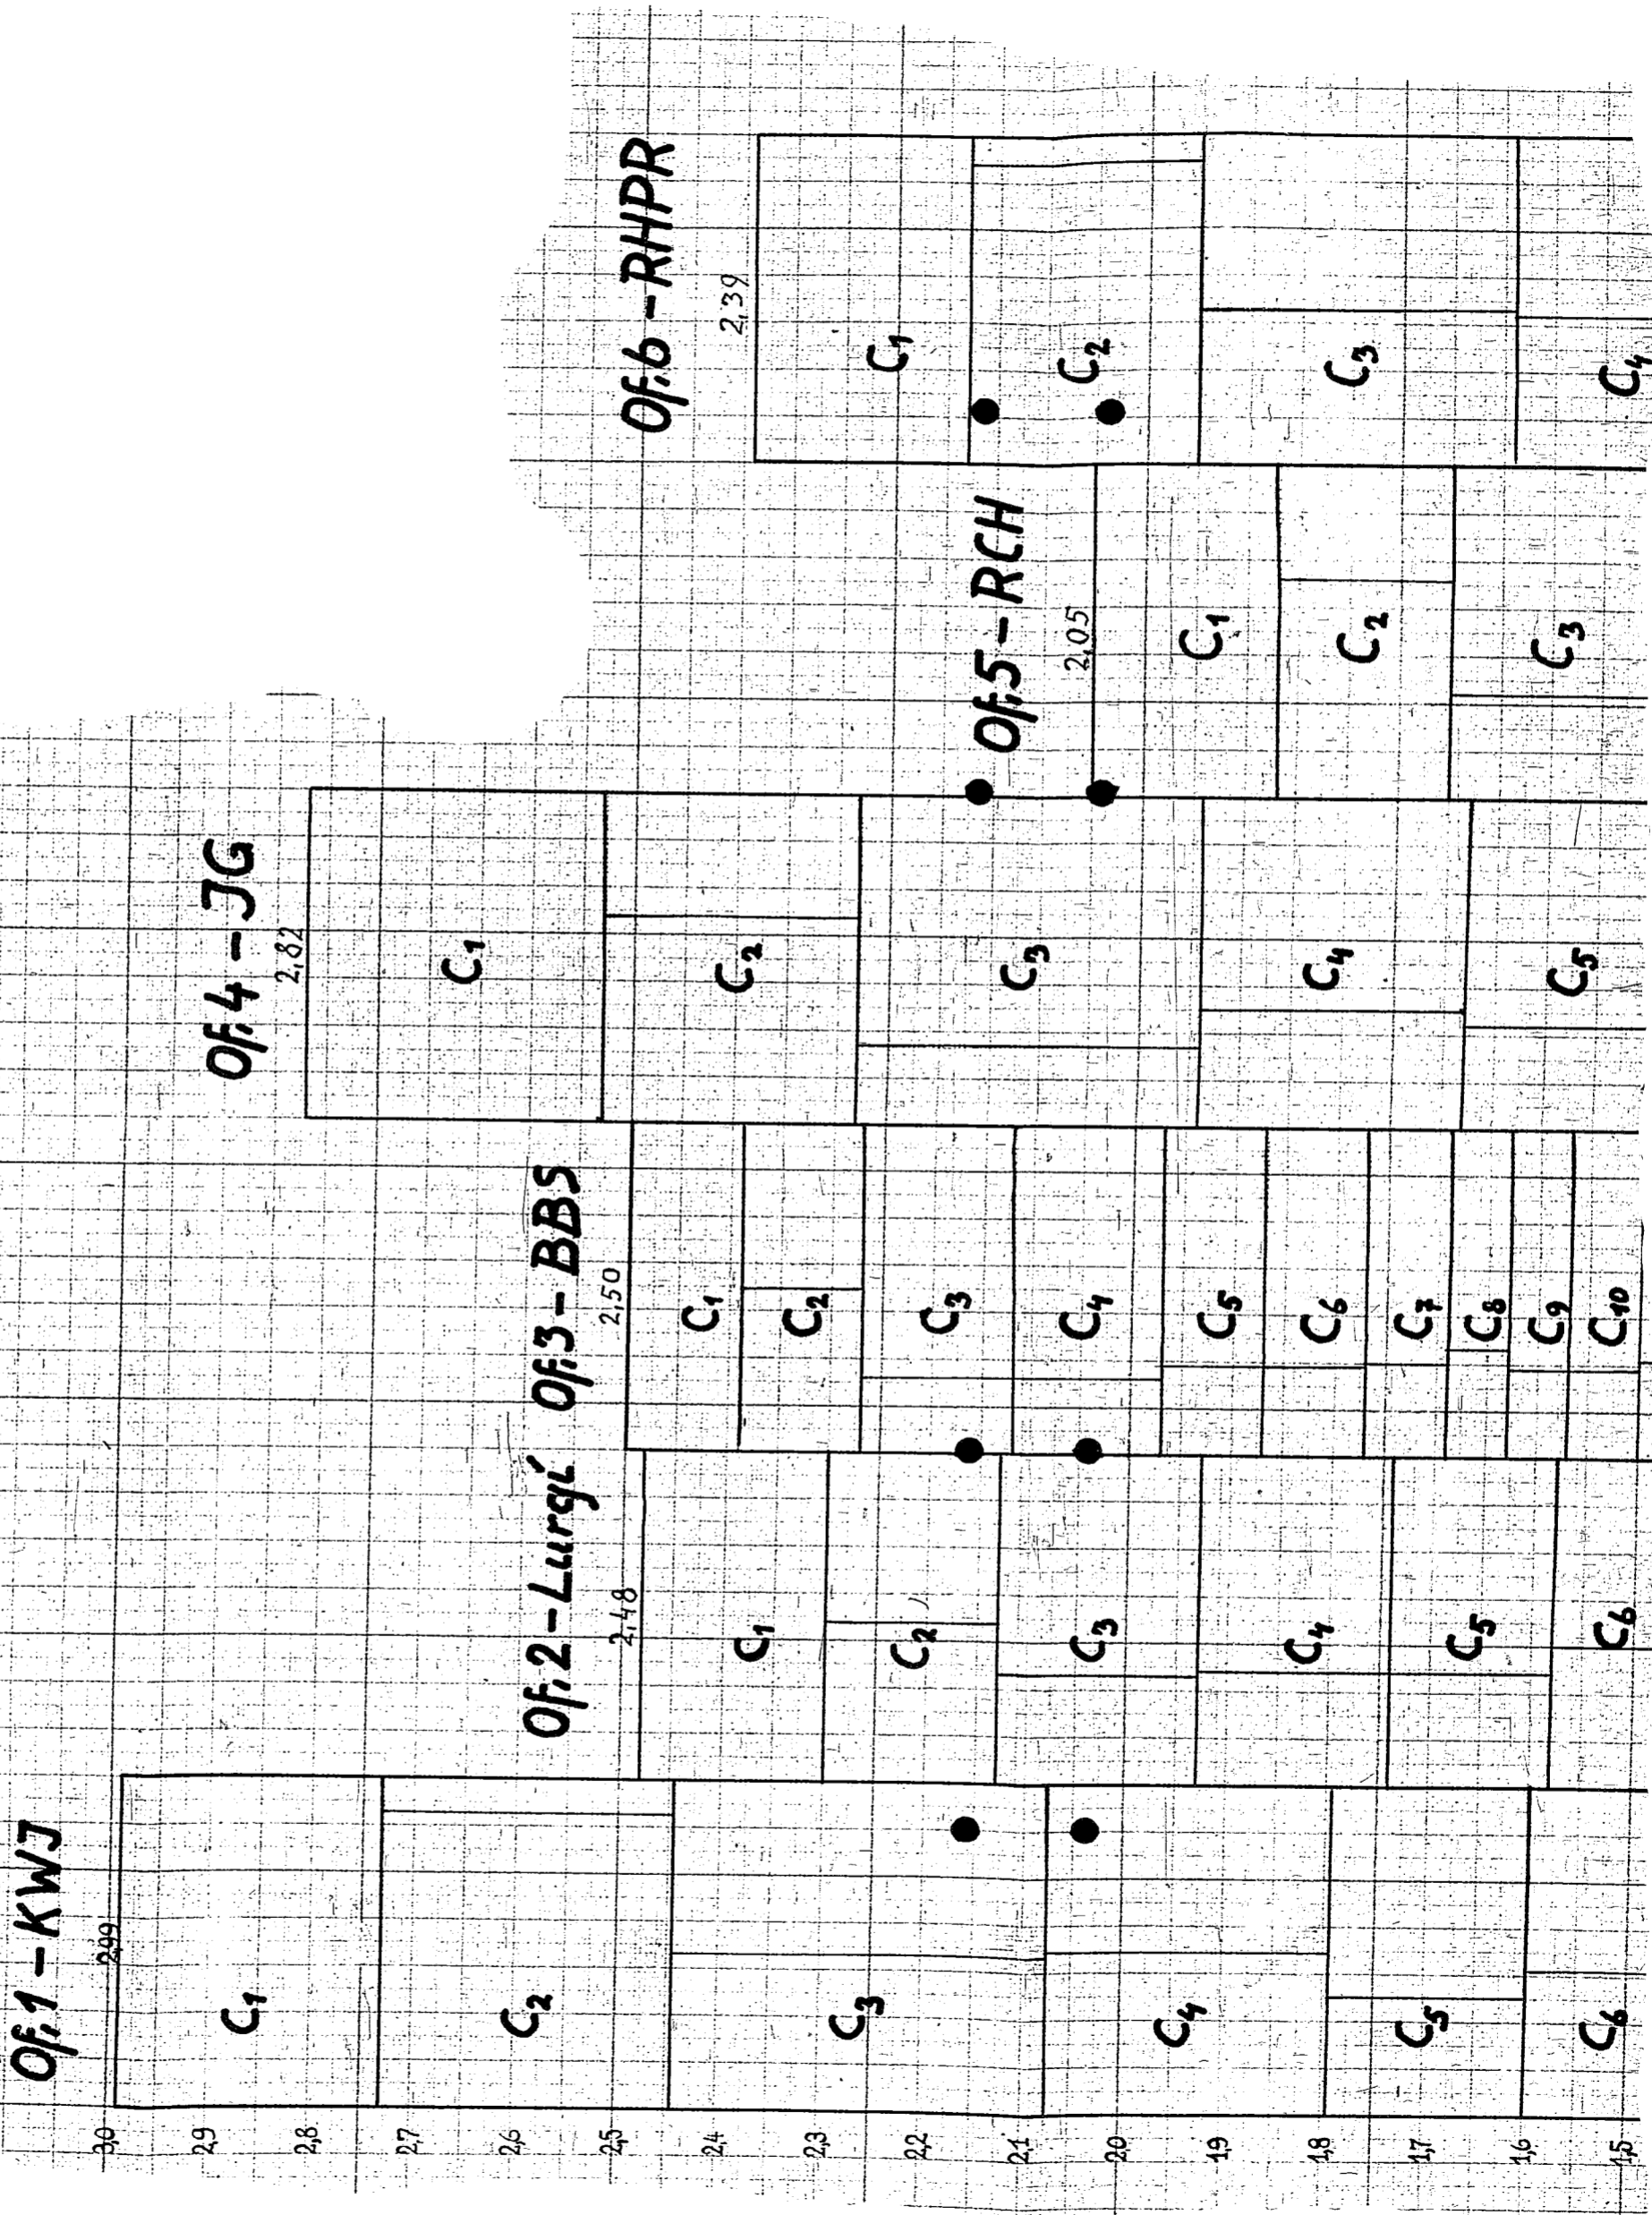 Of.1 - KWJ
2,99
C1
C2
C3
C4
C5
C6
Of.2 - Lurgi
2,48
C1
C2
C3
C4
C5
C6
Of.3 - BBS
2,50
C1
C2
C3
C4
C5
C6
C7
C8
C9
C10
Of.4 - JG
2,82
C1
C2
C3
C4
C5
Of.5 - RCH
2,05
C1
C2
C3
Of.6 - RHPR
2,39
C1
C2
C3
C4
3,0
2,9
2,8
2,7
2,6
2,5
2,4
2,3
2,2
2,1
2,0
1,9
1,8
1,7
1,6
1,5